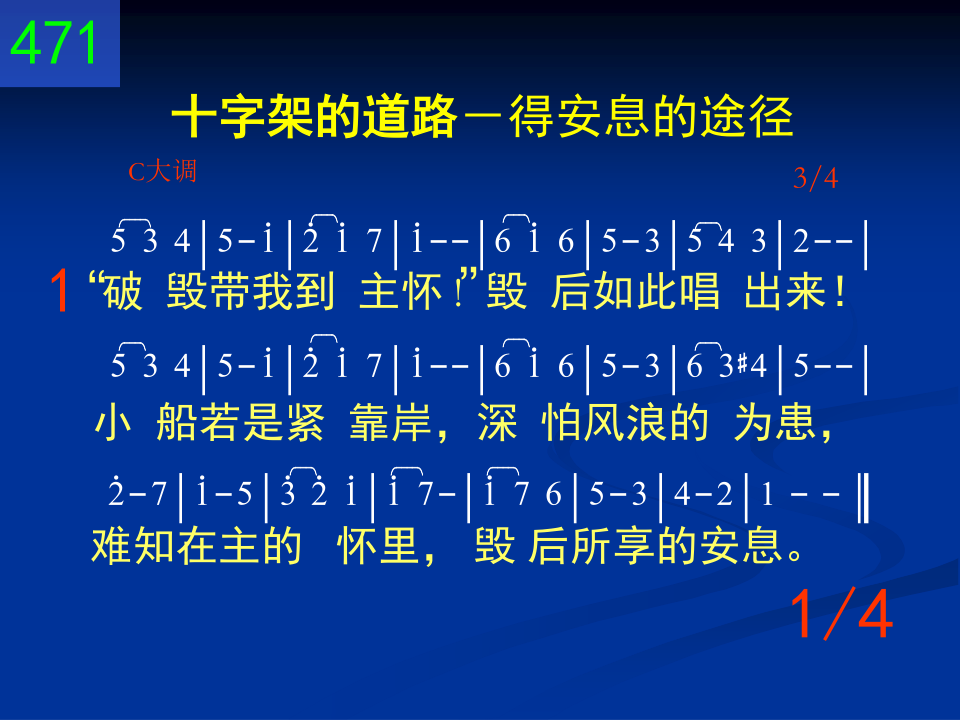 471
十字架的道路－得安息的途径
C大调 3/4
5 3 4|5-i̇|2̇ i̇ 7|i̇--|6 i̇ 6|5-3|5 4 3|2--|
1 “破 毁带我到 主怀!”毁 后如此唱 出来!
5 3 4|5-i̇|2̇ i̇ 7|i̇--|6 i̇ 6|5-3|6 3#4|5--|
小 船若是紧 靠岸，深 怕风浪的 为患，
2̇-7|i̇-5|3̇ 2̇ i̇|i̇ 7-|i̇ 7 6|5-3|4-2|1 - -‖
难知在主的 怀里， 毁 后所享的安息。
1/4